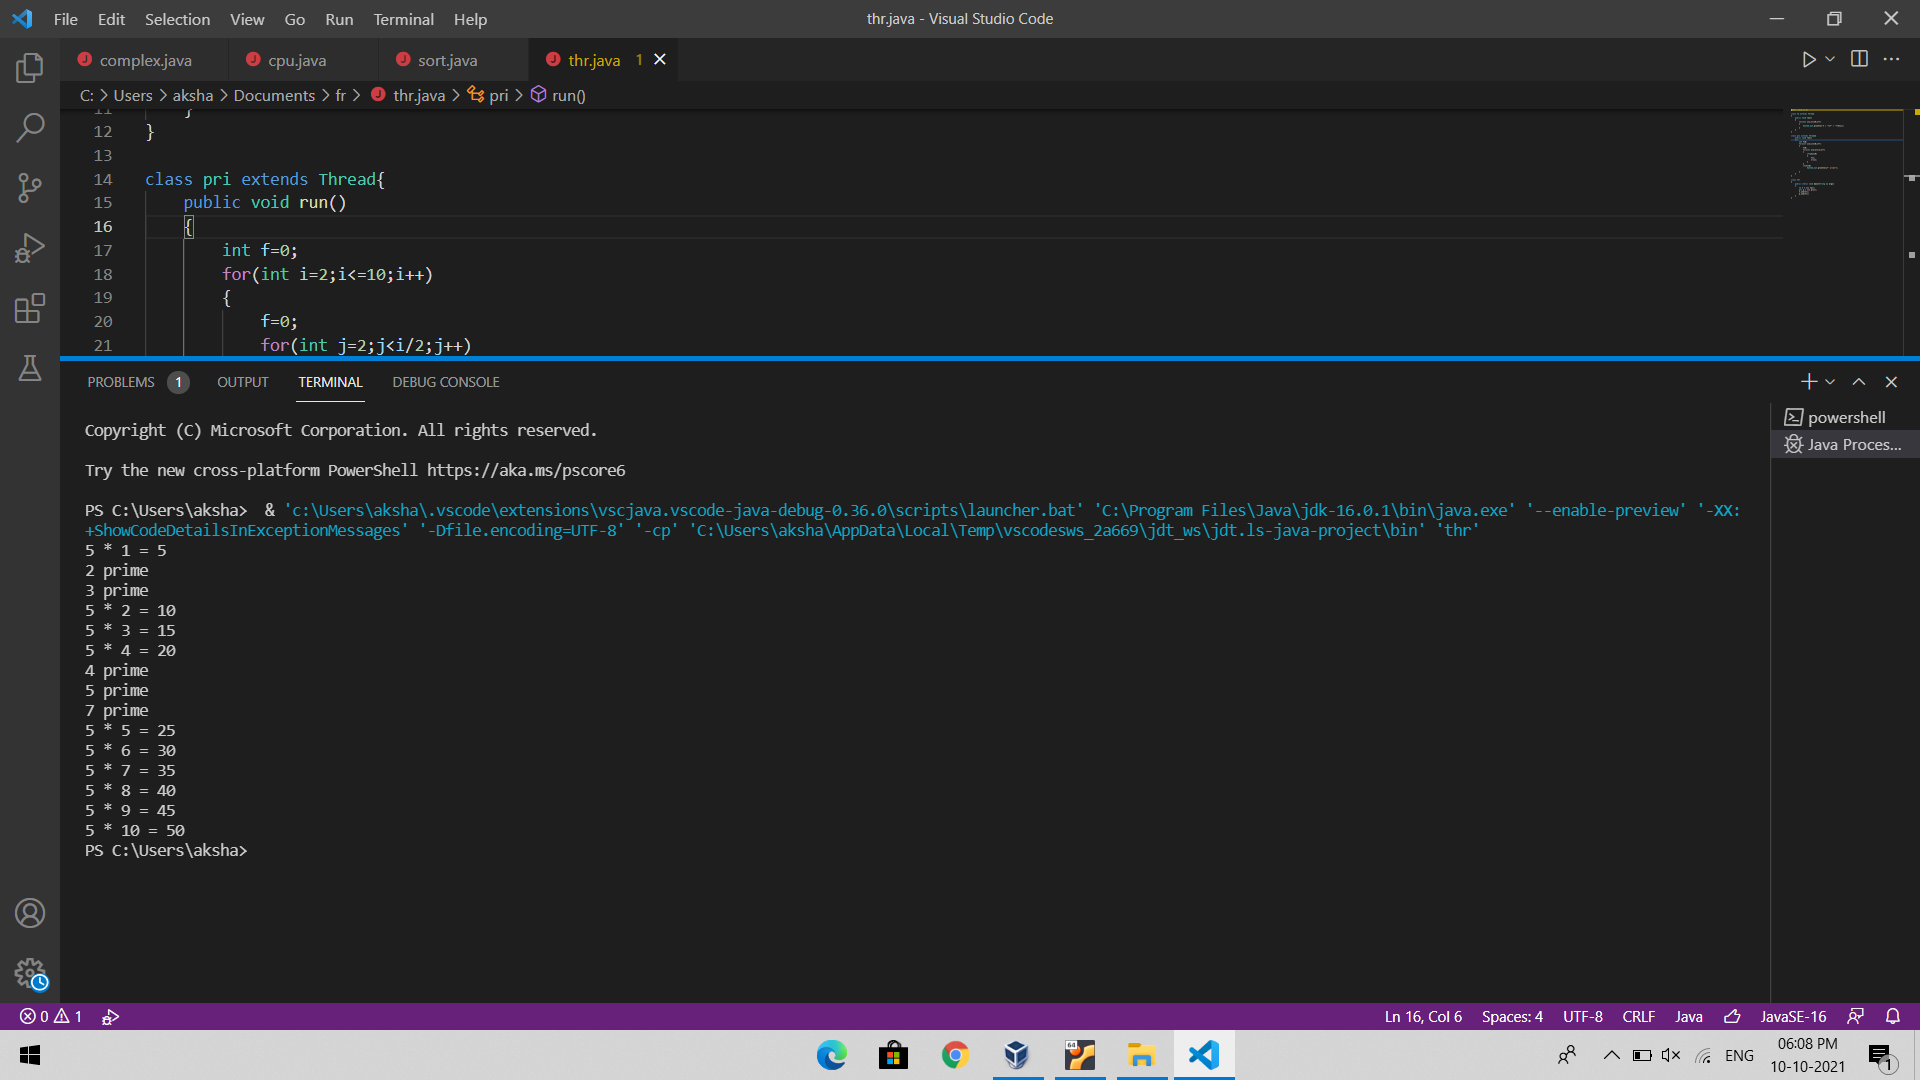 File Edit Selection View Go Run Terminal Help
thr.java - Visual Studio Code
complex.java cpu.java sort.java thr.java 1
C: > Users > aksha > Documents > fr > thr.java > pri > run()
11 }
12 }
13
14 class pri extends Thread{
15 public void run()
16 {
17 int f=0;
18 for(int i=2;i<=10;i++)
19 {
20 f=0;
21 for(int j=2;j<i/2;j++)
PROBLEMS 1 OUTPUT TERMINAL DEBUG CONSOLE
powershell
Java Proces...
Copyright (C) Microsoft Corporation. All rights reserved.
Try the new cross-platform PowerShell https://aka.ms/pscore6
PS C:\Users\aksha>  & 'c:\Users\aksha\.vscode\extensions\vscjava.vscode-java-debug-0.36.0\scripts\launcher.bat' 'C:\Program Files\Java\jdk-16.0.1\bin\java.exe' '--enable-preview' '-XX:
+ShowCodeDetailsInExceptionMessages' '-Dfile.encoding=UTF-8' '-cp' 'C:\Users\aksha\AppData\Local\Temp\vscodesws_2a669\jdt_ws\jdt.ls-java-project\bin' 'thr'
5 * 1 = 5
2 prime
3 prime
5 * 2 = 10
5 * 3 = 15
5 * 4 = 20
4 prime
5 prime
7 prime
5 * 5 = 25
5 * 6 = 30
5 * 7 = 35
5 * 8 = 40
5 * 9 = 45
5 * 10 = 50
PS C:\Users\aksha>
0 1
Ln 16, Col 6 Spaces: 4 UTF-8 CRLF Java JavaSE-16
64
ENG
06:08 PM
10-10-2021
1